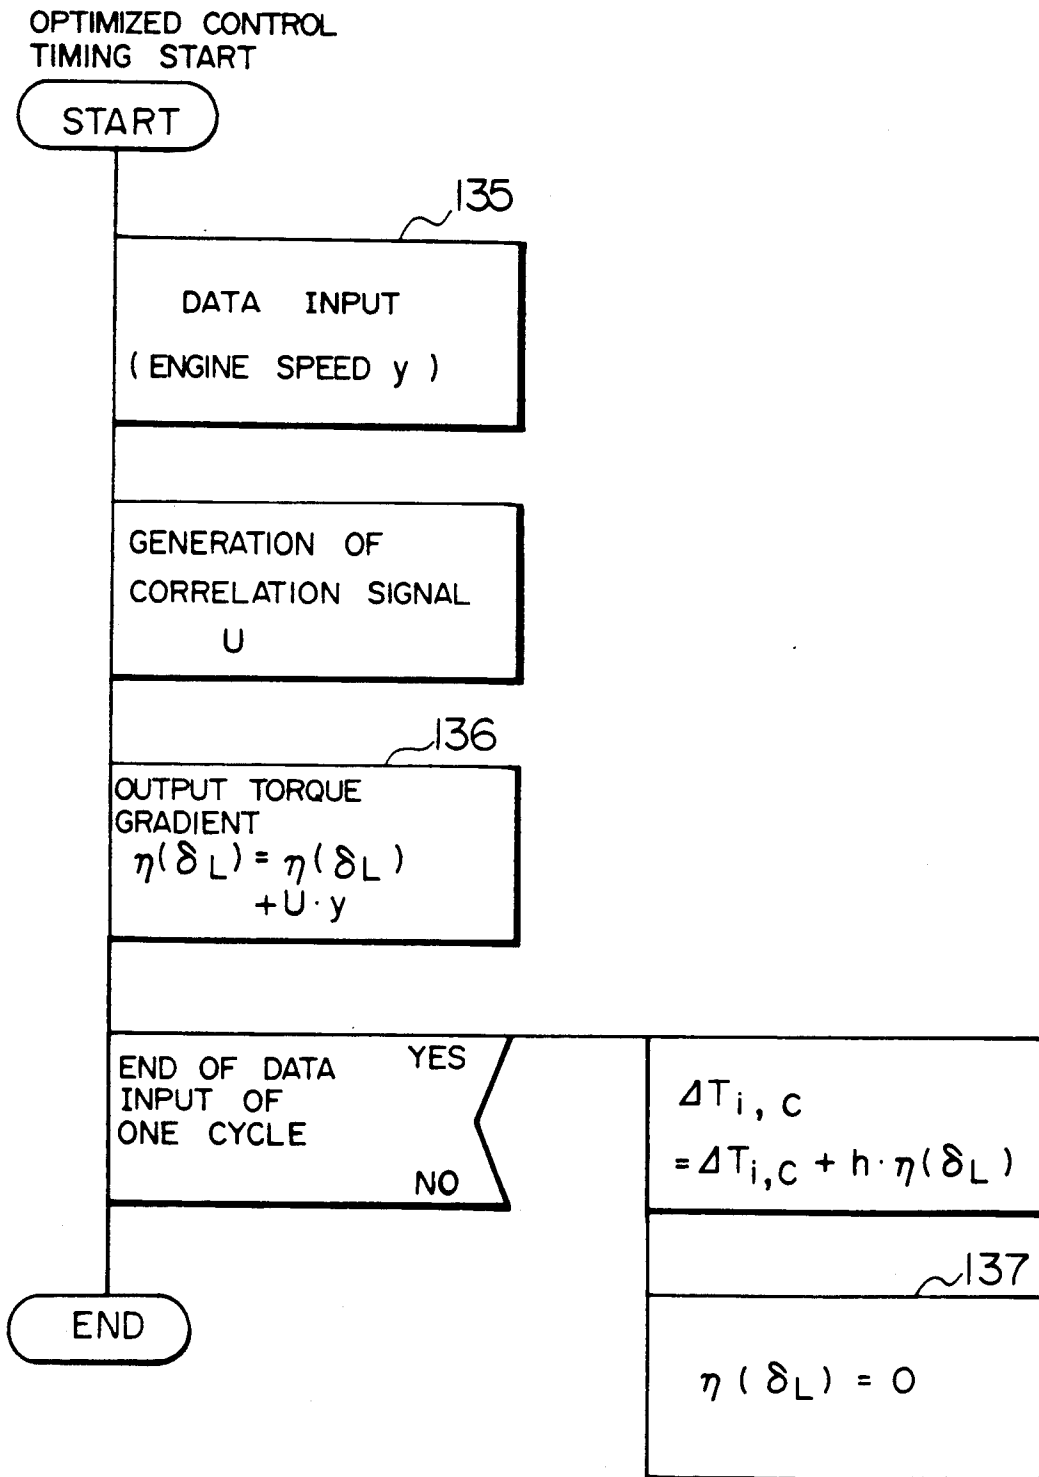 OPTIMIZED CONTROL
TIMING START
START
135
DATA INPUT
( ENGINE SPEED y )
GENERATION OF
CORRELATION SIGNAL
U
136
OUTPUT TORQUE
GRADIENT
η(δL) = η(δL)
+U·y
END OF DATA
INPUT OF
ONE CYCLE
YES
NO
ΔTi, c
=ΔTi,c + h·η(δL)
137
η (δL) = 0
END